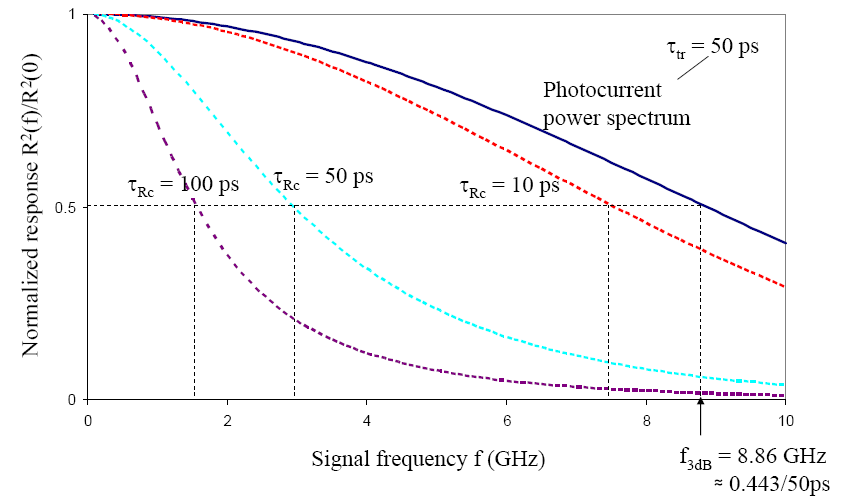 1
τtr = 50 ps
Photocurrent
power spectrum
Normalized response R²(f)/R²(0)
τRc = 100 ps
τRc = 50 ps
τRc = 10 ps
0.5
0
0
2
4
6
8
10
Signal frequency f (GHz)
f3dB = 8.86 GHz
≈ 0.443/50ps